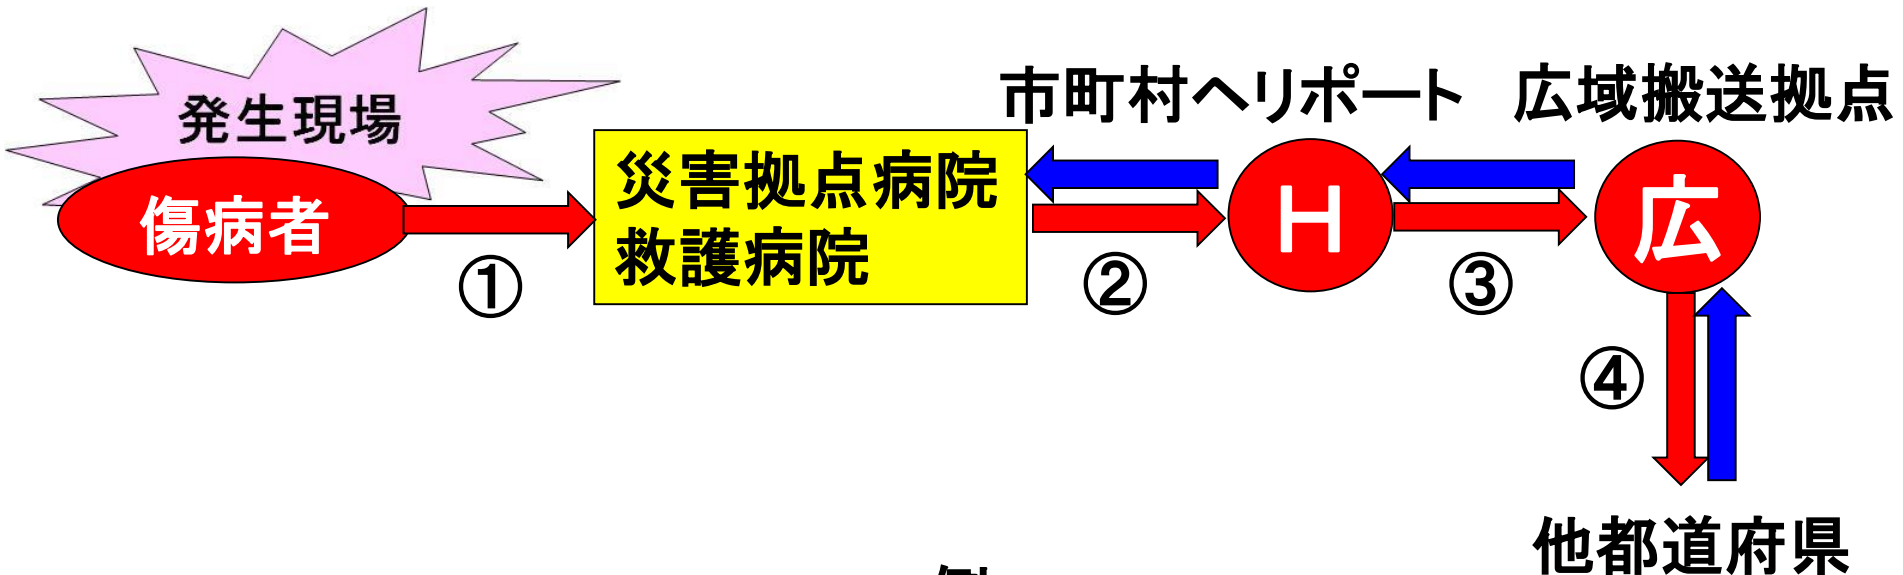 発生現場
傷病者
①
災害拠点病院
救護病院
②
市町村ヘリポート
H
③
広域搬送拠点
広
④
他都道府県